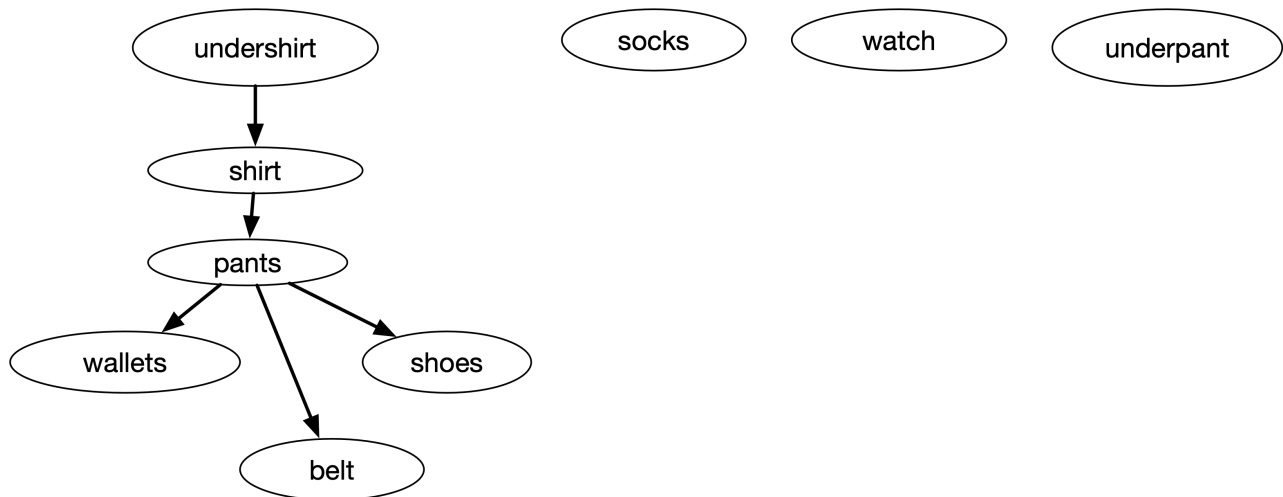 undershirt
socks
watch
underpant
shirt
pants
wallets
shoes
belt